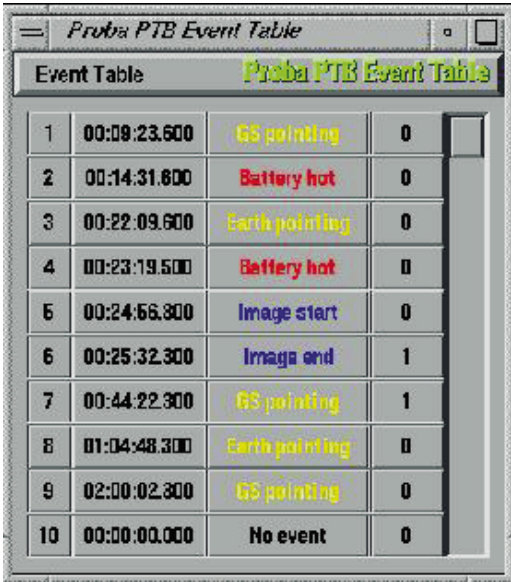 Proba PTB Event Table
Event Table Proba PTB Event Table
1 00:09:23.600 GS pointing 0
2 00:14:31.600 Battery hot 0
3 00:22:09.600 Earth pointing 0
4 00:23:19.500 Battery hot 0
5 00:24:56.300 Image start 0
6 00:25:32.300 Image end 1
7 00:44:22.300 GS pointing 1
8 01:04:48.300 Earth pointing 0
9 02:00:02.300 GS pointing 0
10 00:00:00.000 No event 0